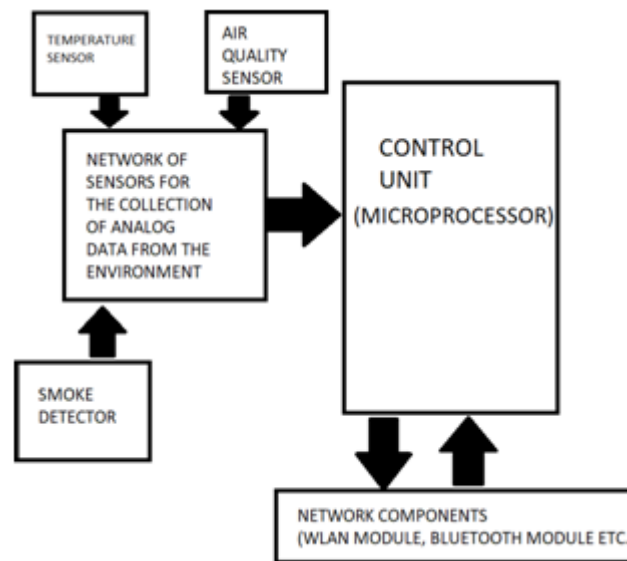 TEMPERATURE
SENSOR
AIR
QUALITY
SENSOR
NETWORK OF
SENSORS FOR
THE COLLECTION
OF ANALOG
DATA FROM THE
ENVIRONMENT
CONTROL
UNIT
(MICROPROCESSOR)
SMOKE
DETECTOR
NETWORK COMPONENTS
(WLAN MODULE, BLUETOOTH MODULE ETC.